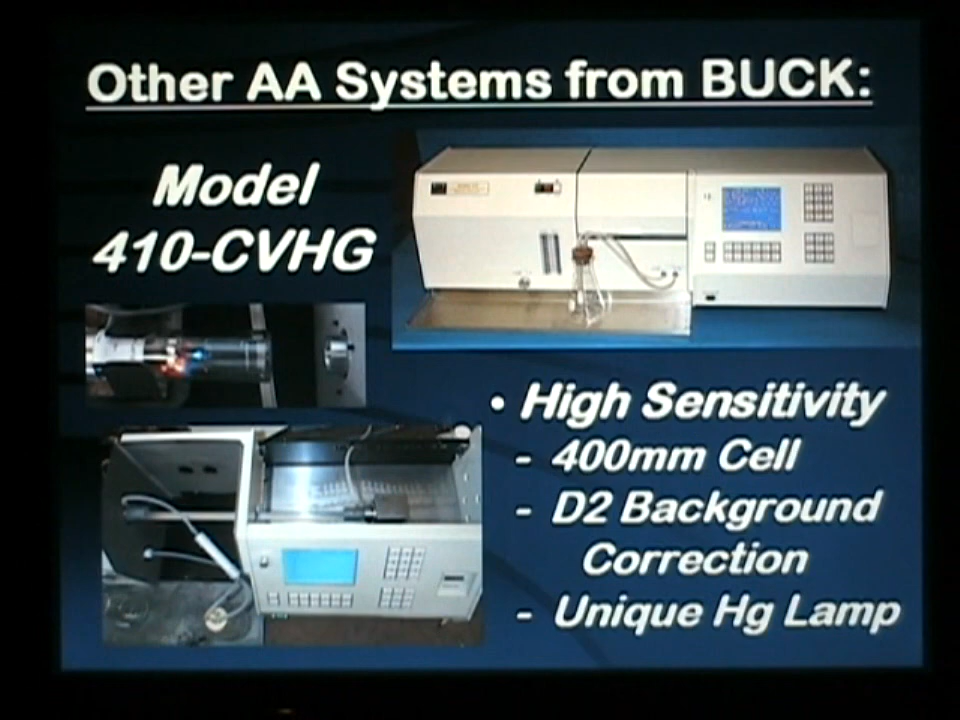 Other AA Systems from BUCK:
Model
410-CVHG
• High Sensitivity
- 400mm Cell
- D2 Background
Correction
- Unique Hg Lamp